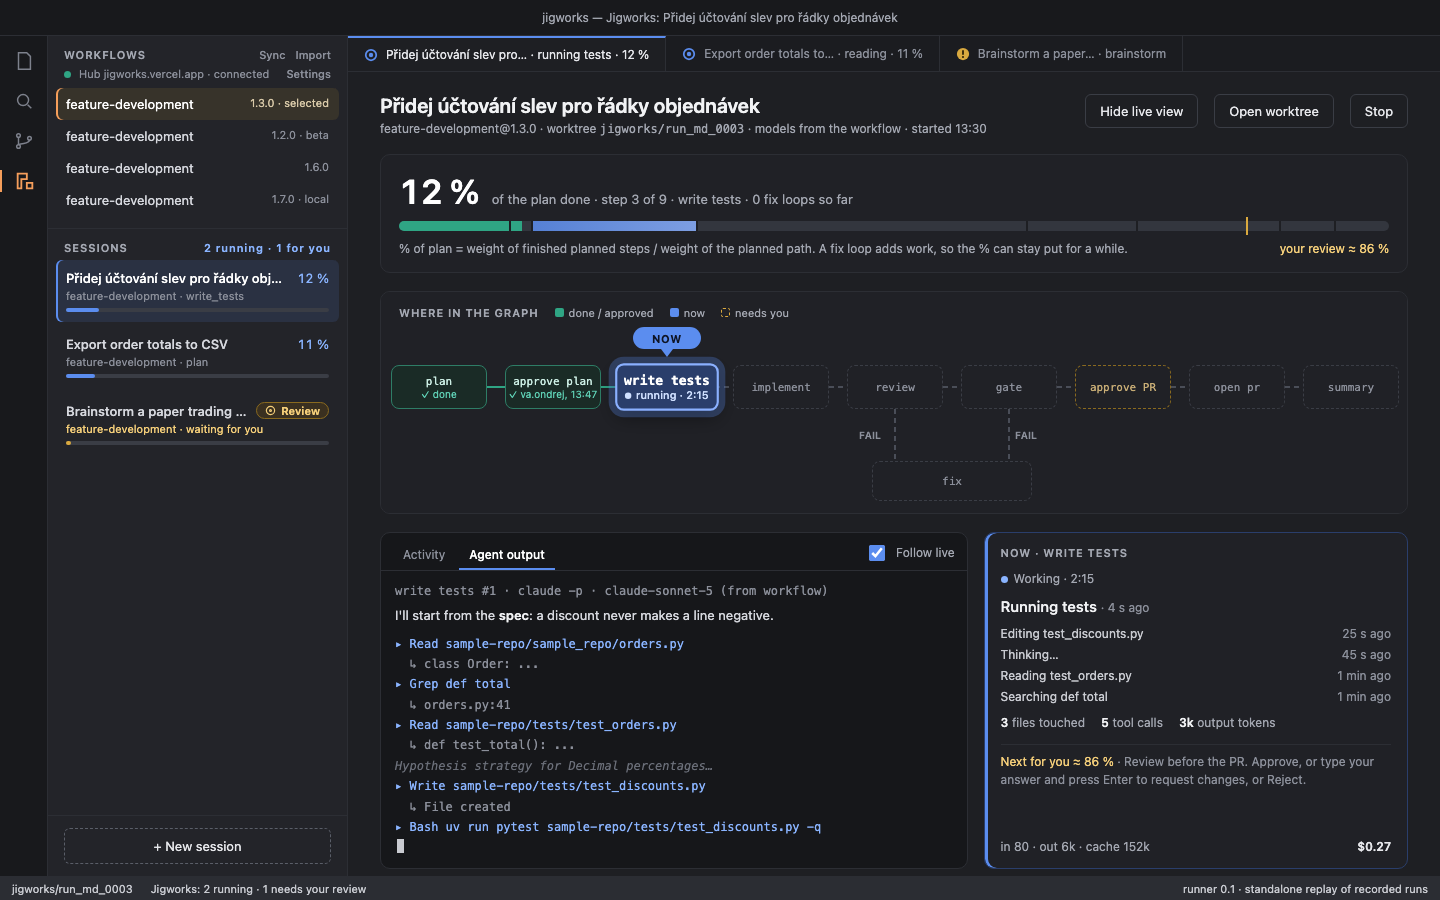 jigworks — Jigworks: Přidej účtování slev pro řádky objednávek
WORKFLOWS Sync Import
Hub jigworks.vercel.app · connected Settings
feature-development 1.3.0 · selected
feature-development 1.2.0 · beta
feature-development 1.6.0
feature-development 1.7.0 · local
SESSIONS 2 running · 1 for you
Přidej účtování slev pro řádky obj... 12 %
feature-development · write_tests
Export order totals to CSV 11 %
feature-development · plan
Brainstorm a paper trading ... Review
feature-development · waiting for you
+ New session
Přidej účtování slev pro... · running tests · 12 %
Export order totals to... · reading · 11 %
Brainstorm a paper... · brainstorm
Přidej účtování slev pro řádky objednávek
feature-development@1.3.0 · worktree jigworks/run_md_0003 · models from the workflow · started 13:30
Hide live view
Open worktree
Stop
12 % of the plan done · step 3 of 9 · write tests · 0 fix loops so far
% of plan = weight of finished planned steps / weight of the planned path. A fix loop adds work, so the % can stay put for a while. your review ≈ 86 %
WHERE IN THE GRAPH done / approved now needs you
NOW
plan
✓ done
approve plan
✓ va.ondrej, 13:47
write tests
running · 2:15
implement
review
gate
approve PR
open pr
summary
FAIL FAIL
fix
Activity Agent output Follow live
write tests #1 · claude -p · claude-sonnet-5 (from workflow)
I'll start from the spec: a discount never makes a line negative.
▸ Read sample-repo/sample_repo/orders.py
↳ class Order: ...
▸ Grep def total
↳ orders.py:41
▸ Read sample-repo/tests/test_orders.py
↳ def test_total(): ...
Hypothesis strategy for Decimal percentages…
▸ Write sample-repo/tests/test_discounts.py
↳ File created
▸ Bash uv run pytest sample-repo/tests/test_discounts.py -q
NOW · WRITE TESTS
Working · 2:15
Running tests · 4 s ago
Editing test_discounts.py 25 s ago
Thinking... 45 s ago
Reading test_orders.py 1 min ago
Searching def total 1 min ago
3 files touched 5 tool calls 3k output tokens
Next for you ≈ 86 % · Review before the PR. Approve, or type your
answer and press Enter to request changes, or Reject.
in 80 · out 6k · cache 152k $0.27
jigworks/run_md_0003 Jigworks: 2 running · 1 needs your review runner 0.1 · standalone replay of recorded runs